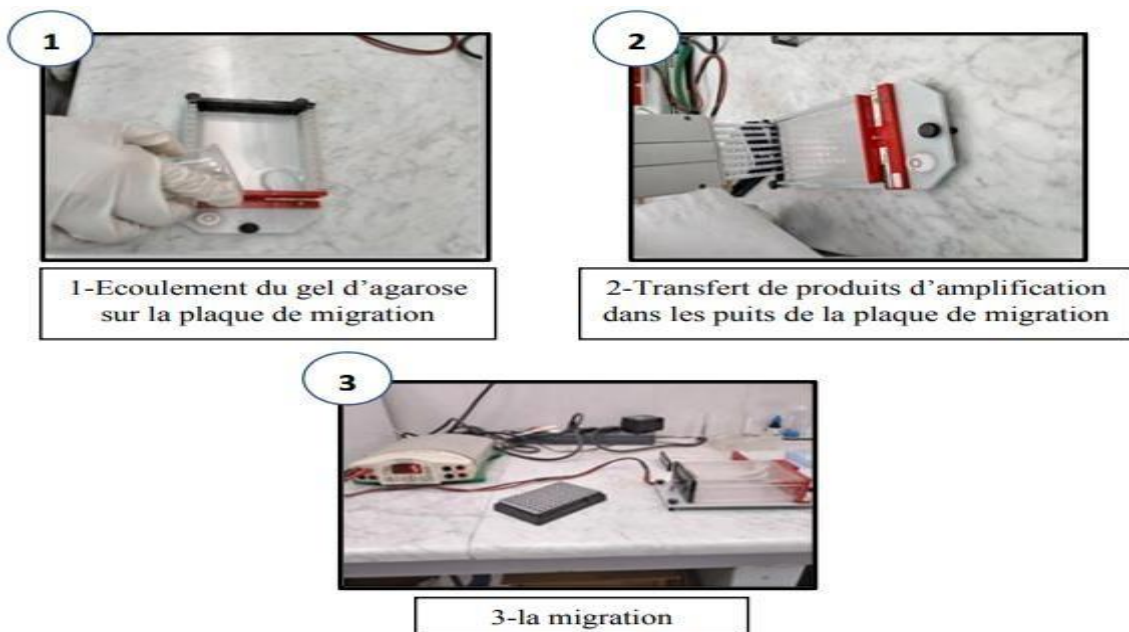 1
2
1-Ecoulement du gel d'agarose
sur la plaque de migration
2-Transfert de produits d'amplification
dans les puits de la plaque de migration
3
3-la migration